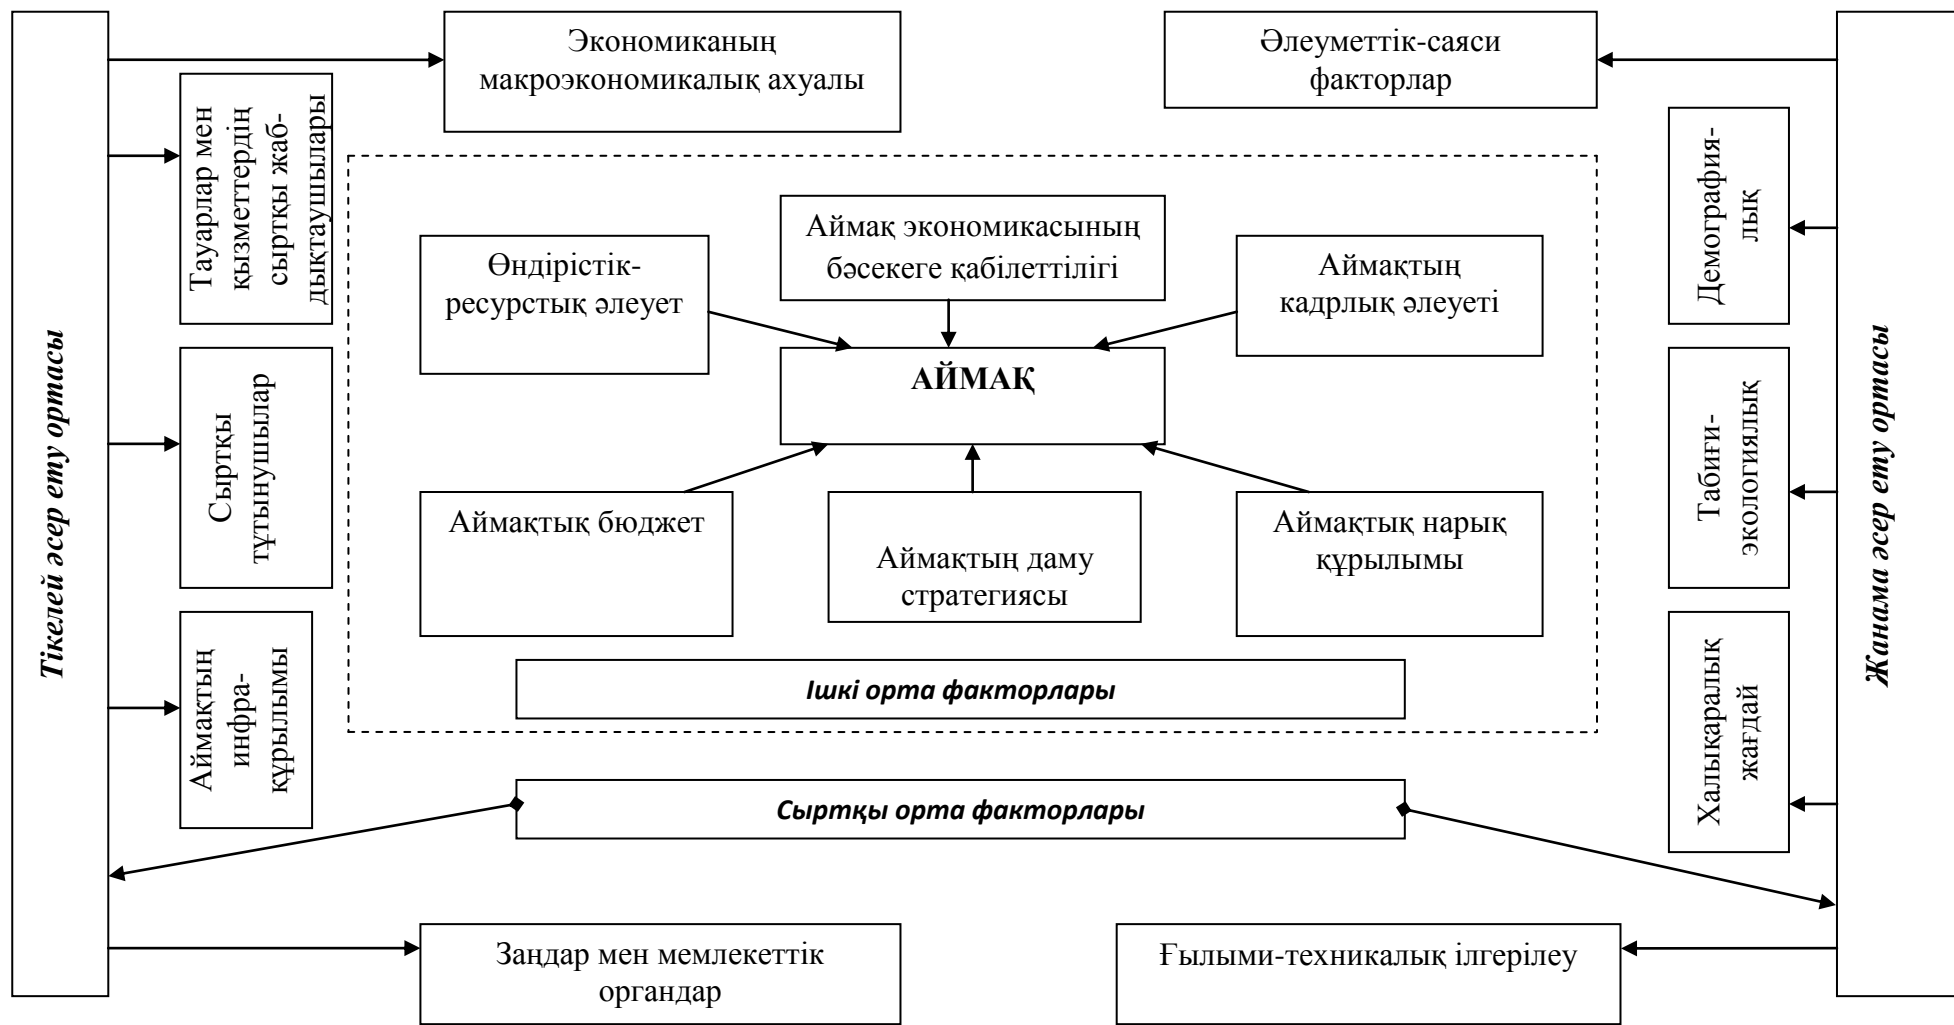 Экономиканың
макроэкономикалық ахуалы
Әлеуметтік-саяси
факторлар
Тікелей әсер ету ортасы
Тауарлар мен
қызметтердің
сыртқы жаб-
дықтаушылары
Сыртқы
тұтынушылар
Аймақтың
инфра-
құрылымы
Өндірістік-
ресурстық әлеует
Аймақ экономикасының
бәсекеге қабілеттілігі
Аймақтың
кадрлық әлеуеті
АЙМАҚ
Аймақтық бюджет
Аймақтың даму
стратегиясы
Аймақтық нарық
құрылымы
Ішкі орта факторлары
Сыртқы орта факторлары
Демография-
лық
Табиғи-
экологиялық
Халықаралық
жағдай
Жанама әсер ету ортасы
Заңдар мен мемлекеттік
органдар
Ғылыми-техникалық ілгерілеу